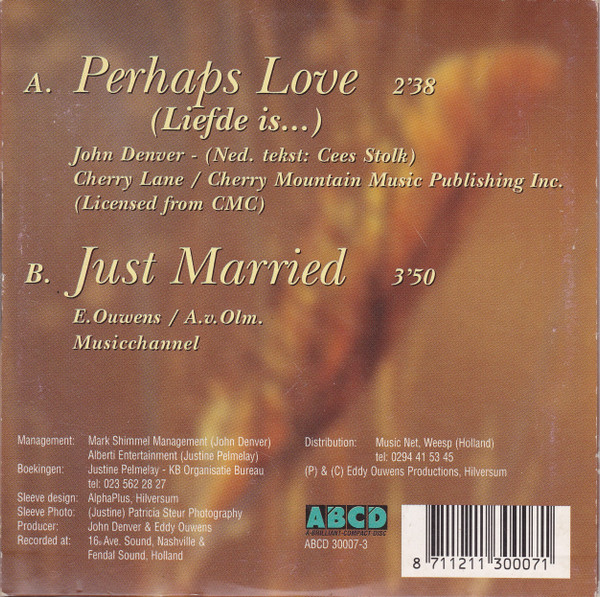 A. Perhaps Love 2'38
(Liefde is...)
John Denver - (Ned. tekst: Cees Stolk)
Cherry Lane / Cherry Mountain Music Publishing Inc.
(Licensed from CMC)
B. Just Married 3'50
E.Ouwens / A.v.Olm.
Musicchannel
Management: Mark Shimmel Management (John Denver)
Alberti Entertainment (Justine Pelmelay)
Boekingen: Justine Pelmelay - KB Organisatie Bureau
tel: 023 562 28 27
Sleeve design: AlphaPlus, Hilversum
Sleeve Photo: (Justine) Patricia Steur Photography
Producer: John Denver & Eddy Ouwens
Recorded at: 16th Ave. Sound, Nashville &
Fendal Sound, Holland
Distribution: Music Net, Weesp (Holland)
tel: 0294 41 53 45
(P) & (C) Eddy Ouwens Productions, Hilversum
ABCD
A-BRILLIANT-COMPACT DISC
ABCD 30007-3
8 711211 300071